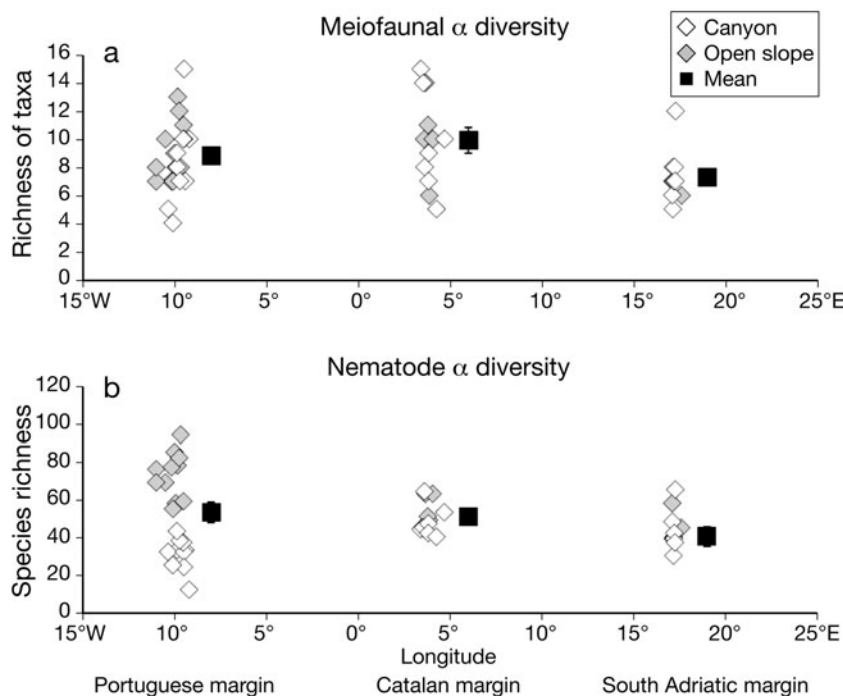 Meiofaunal α diversity
Canyon
Open slope
Mean
a
Richness of taxa
16
14
12
10
8
6
4
2
0
15°W 10° 5° 0° 5° 10° 15° 20° 25°E
Nematode α diversity
b
Species richness
120
100
80
60
40
20
0
15°W 10° 5° 0° 5° 10° 15° 20° 25°E
Longitude
Portuguese margin Catalan margin South Adriatic margin